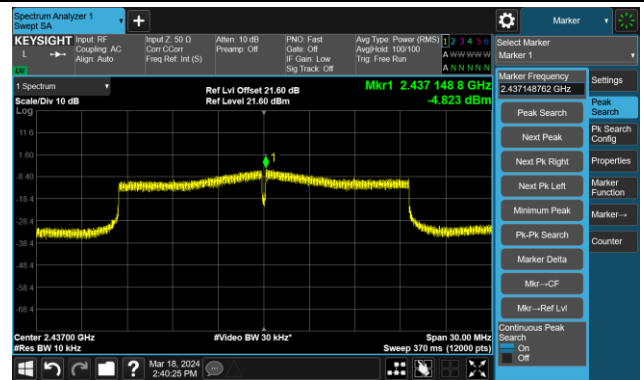 Spectrum Analyzer 1
Swept SA
Marker
KEYSIGHT
L
LW
Input: RF
Coupling: AC
Align: Auto
Input Z: 50 Ω
Corr CCorr
Freq Ref: Int (S)
Atten: 10 dB
Preamp: Off
PNO: Fast
Gate: Off
IF Gain: Low
Sig Track: Off
Avg Type: Power (RMS)
Avg|Hold: 100/100
Trig: Free Run
1 2 3 4 5 6
A W W W W W
A N N N N N
Select Marker
Marker 1
1 Spectrum
Scale/Div 10 dB
Log
Ref Lvl Offset 21.60 dB
Ref Level 21.60 dBm
Mkr1 2.437 148 8 GHz
-4.823 dBm
11.6
1.60
-8.40
-18.4
-28.4
-38.4
-48.4
-58.4
-68.4
1
Center 2.43700 GHz
#Res BW 10 kHz
#Video BW 30 kHz*
Span 30.00 MHz
Sweep 370 ms (12000 pts)
Marker Frequency
2.437148762 GHz
Peak Search
Next Peak
Next Pk Right
Next Pk Left
Minimum Peak
Pk-Pk Search
Marker Delta
Mkr→CF
Mkr→Ref Lvl
Continuous Peak
Search
On
Off
Settings
Peak
Search
Pk Search
Config
Properties
Marker
Function
Marker→
Counter
?
Mar 18, 2024
2:40:25 PM